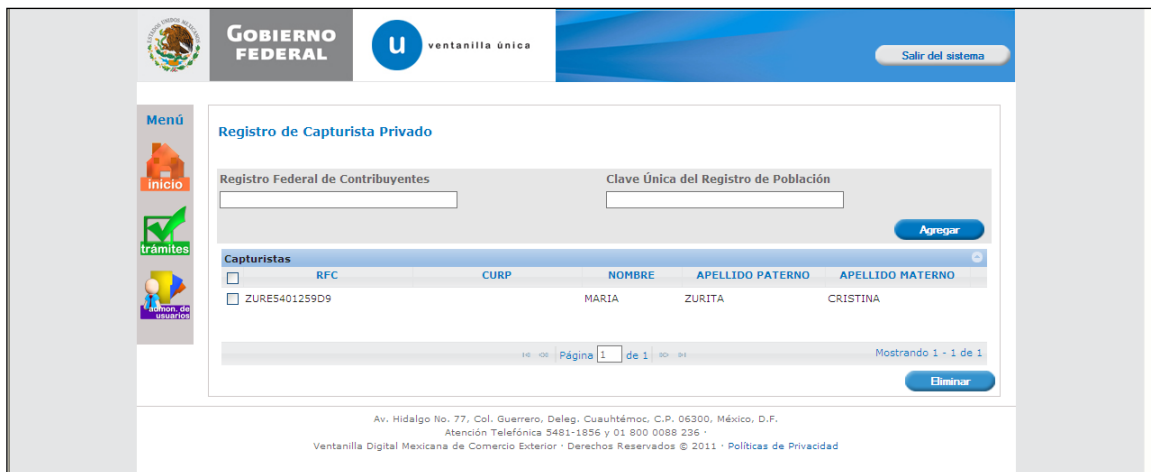 GOBIERNO
FEDERAL
u ventanilla única
Salir del sistema
Menú
Registro de Capturista Privado
inicio
Registro Federal de Contribuyentes Clave Única del Registro de Población
Agregar
trámites
Capturistas
RFC CURP NOMBRE APELLIDO PATERNO APELLIDO MATERNO
ZURE5401259D9 MARIA ZURITA CRISTINA
admon. de
usuarios
Página 1 de 1 Mostrando 1 - 1 de 1
Eliminar
Av. Hidalgo No. 77, Col. Guerrero, Deleg. Cuauhtémoc, C.P. 06300, México, D.F.
Atención Telefónica 5481-1856 y 01 800 0088 236 ·
Ventanilla Digital Mexicana de Comercio Exterior · Derechos Reservados © 2011 · Políticas de Privacidad